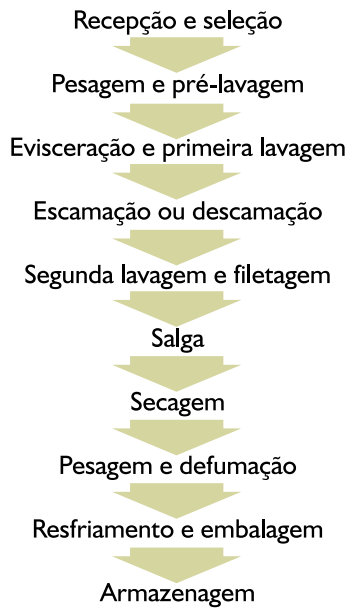 Recepção e seleção
Pesagem e pré-lavagem
Evisceração e primeira lavagem
Escamação ou descamação
Segunda lavagem e filetagem
Salga
Secagem
Pesagem e defumação
Resfriamento e embalagem
Armazenagem